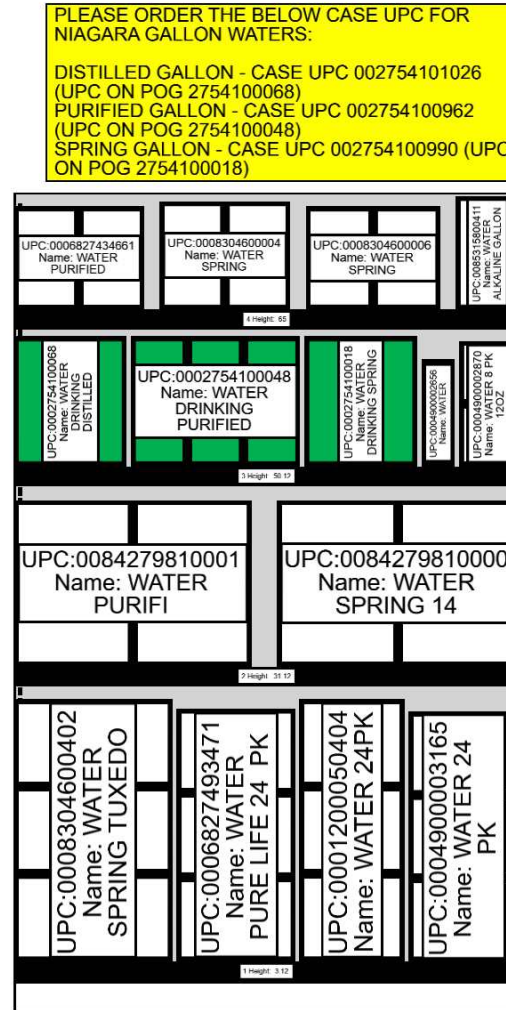 PLEASE ORDER THE BELOW CASE UPC FOR
NIAGARA GALLON WATERS:
DISTILLED GALLON - CASE UPC 002754101026
(UPC ON POG 2754100068)
PURIFIED GALLON - CASE UPC 002754100962
(UPC ON POG 2754100048)
SPRING GALLON - CASE UPC 002754100990 (UPC
ON POG 2754100018)
UPC:0006827434661
Name: WATER
PURIFIED
UPC:0008304600004
Name: WATER
SPRING
UPC:0008304600006
Name: WATER
SPRING
UPC:0085315800411
Name: WATER
ALKALINE GALLON
4 Height: 65
UPC:0002754100068
Name: WATER
DRINKING
DISTILLED
UPC:0002754100048
Name: WATER
DRINKING
PURIFIED
UPC:0002754100018
Name: WATER
DRINKING SPRING
UPC:0004900002656
Name: WATER
UPC:0004900002870
Name: WATER 8 PK
12OZ
3 Height: 50.12
UPC:0084279810001
Name: WATER
PURIFI
UPC:0084279810000
Name: WATER
SPRING 14
2 Height: 31.12
UPC:0008304600402
Name: WATER
SPRING TUXEDO
UPC:0006827493471
Name: WATER
PURE LIFE 24 PK
UPC:0001200050404
Name: WATER 24PK
UPC:0004900003165
Name: WATER 24
PK
1 Height: 3.12